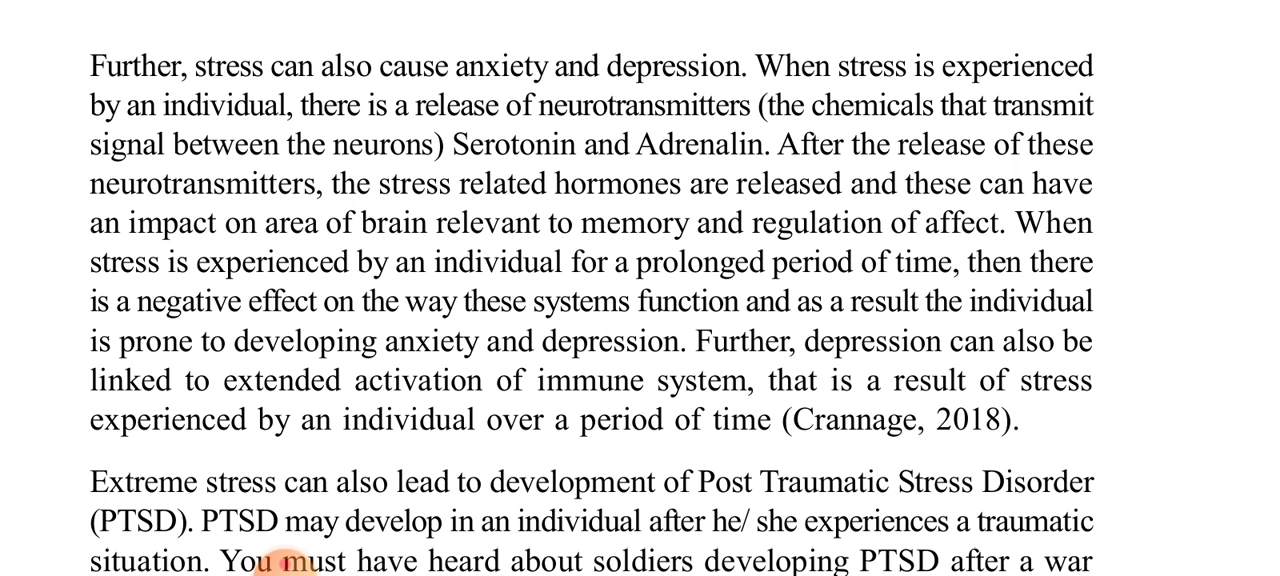 Further, stress can also cause anxiety and depression. When stress is experienced
by an individual, there is a release of neurotransmitters (the chemicals that transmit
signal between the neurons) Serotonin and Adrenalin. After the release of these
neurotransmitters, the stress related hormones are released and these can have
an impact on area of brain relevant to memory and regulation of affect. When
stress is experienced by an individual for a prolonged period of time, then there
is a negative effect on the way these systems function and as a result the individual
is prone to developing anxiety and depression. Further, depression can also be
linked to extended activation of immune system, that is a result of stress
experienced by an individual over a period of time (Crannage, 2018).
Extreme stress can also lead to development of Post Traumatic Stress Disorder
(PTSD). PTSD may develop in an individual after he/ she experiences a traumatic
situation. You must have heard about soldiers developing PTSD after a war